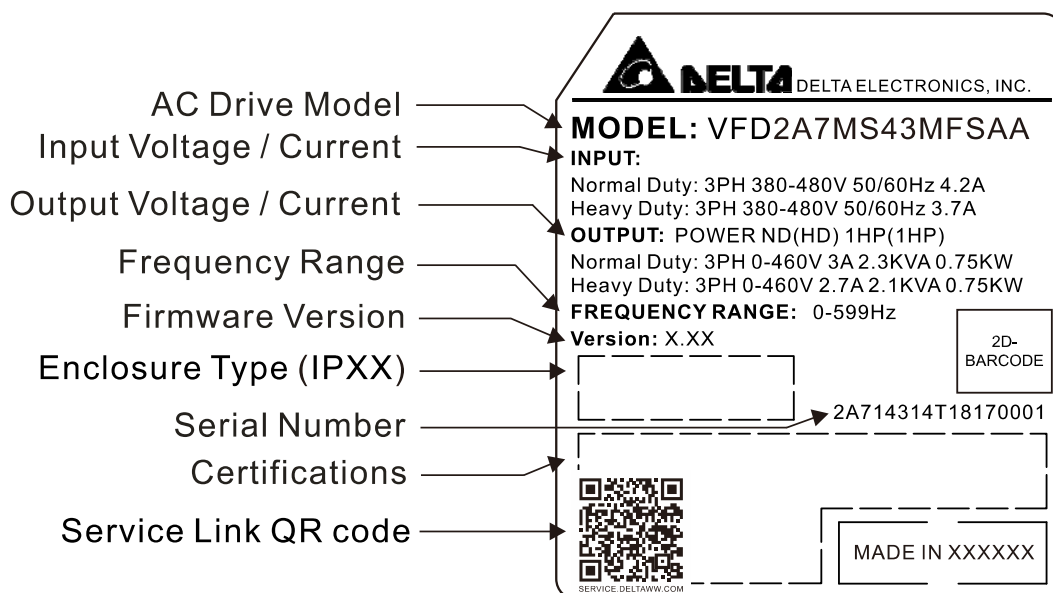 AC Drive Model
Input Voltage / Current
Output Voltage / Current
Frequency Range
Firmware Version
Enclosure Type (IPXX)
Serial Number
Certifications
Service Link QR code
DELTA DELTA ELECTRONICS, INC.
MODEL: VFD2A7MS43MFSAA
INPUT:
Normal Duty: 3PH 380-480V 50/60Hz 4.2A
Heavy Duty: 3PH 380-480V 50/60Hz 3.7A
OUTPUT: POWER ND(HD) 1HP(1HP)
Normal Duty: 3PH 0-460V 3A 2.3KVA 0.75KW
Heavy Duty: 3PH 0-460V 2.7A 2.1KVA 0.75KW
FREQUENCY RANGE: 0-599Hz
Version: X.XX
2D-
BARCODE
2A714314T18170001
SERVICE.DELTAWW.COM
MADE IN XXXXXX